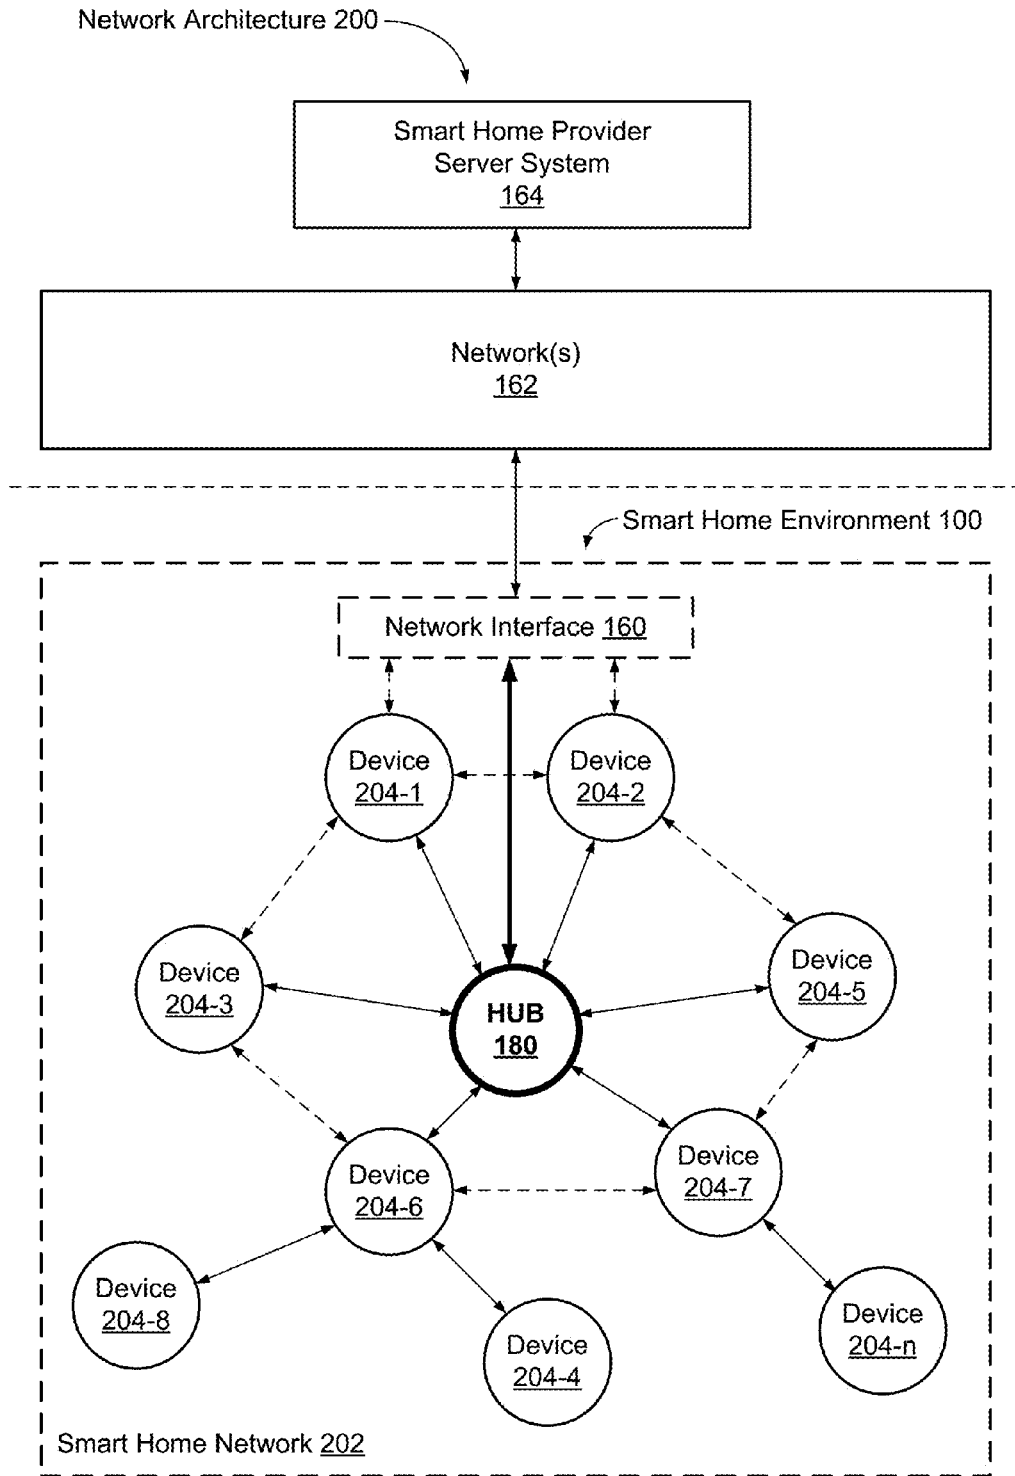 Network Architecture 200
Smart Home Provider
Server System
164
Network(s)
162
Smart Home Environment 100
Network Interface 160
Device
204-1
Device
204-2
Device
204-3
Device
204-5
HUB
180
Device
204-6
Device
204-7
Device
204-8
Device
204-4
Device
204-n
Smart Home Network 202